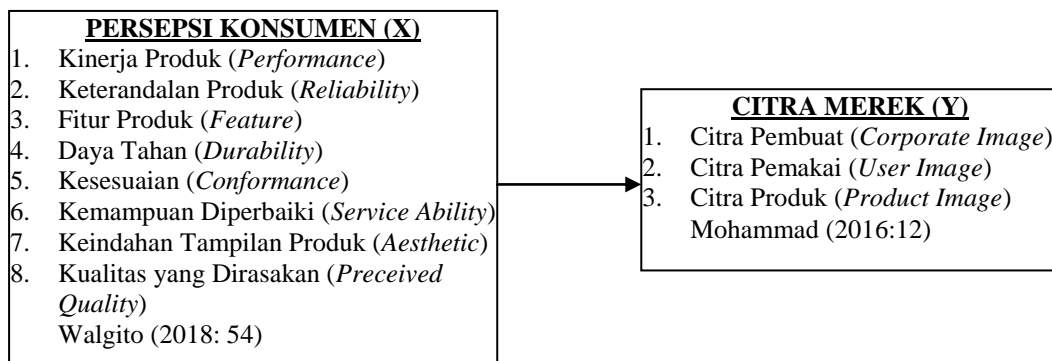 PERSEPSI KONSUMEN (X)
1. Kinerja Produk (Performance)
2. Keterandalan Produk (Reliability)
3. Fitur Produk (Feature)
4. Daya Tahan (Durability)
5. Kesesuaian (Conformance)
6. Kemampuan Diperbaiki (Service Ability)
7. Keindahan Tampilan Produk (Aesthetic)
8. Kualitas yang Dirasakan (Preceived
Quality)
Walgito (2018: 54)
CITRA MEREK (Y)
1. Citra Pembuat (Corporate Image)
2. Citra Pemakai (User Image)
3. Citra Produk (Product Image)
Mohammad (2016:12)